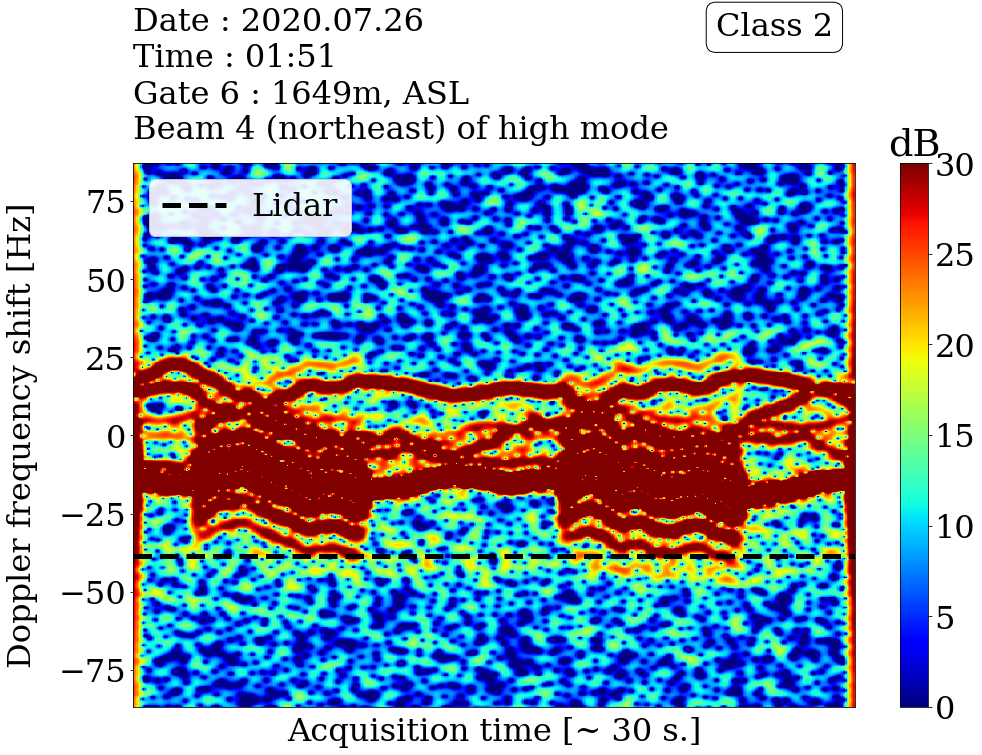 Date : 2020.07.26
Class 2
Time : 01:51
Gate 6 : 1649m, ASL
Beam 4 (northeast) of high mode
dB
Lidar
Doppler frequency shift [Hz]
75
50
25
0
−25
−50
−75
30
25
20
15
10
5
0
Acquisition time [~ 30 s.]